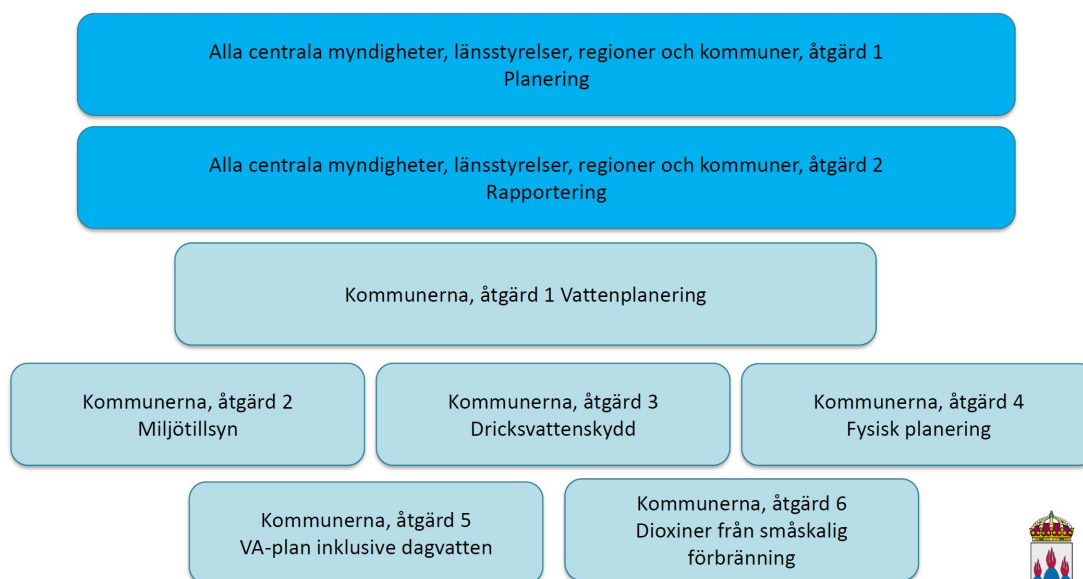 Alla centrala myndigheter, länsstyrelser, regioner och kommuner, åtgärd 1
Planering
Alla centrala myndigheter, länsstyrelser, regioner och kommuner, åtgärd 2
Rapportering
Kommunerna, åtgärd 1 Vattenplanering
Kommunerna, åtgärd 2
Miljötillsyn
Kommunerna, åtgärd 3
Dricksvattenskydd
Kommunerna, åtgärd 4
Fysisk planering
Kommunerna, åtgärd 5
VA-plan inklusive dagvatten
Kommunerna, åtgärd 6
Dioxiner från småskalig
förbränning